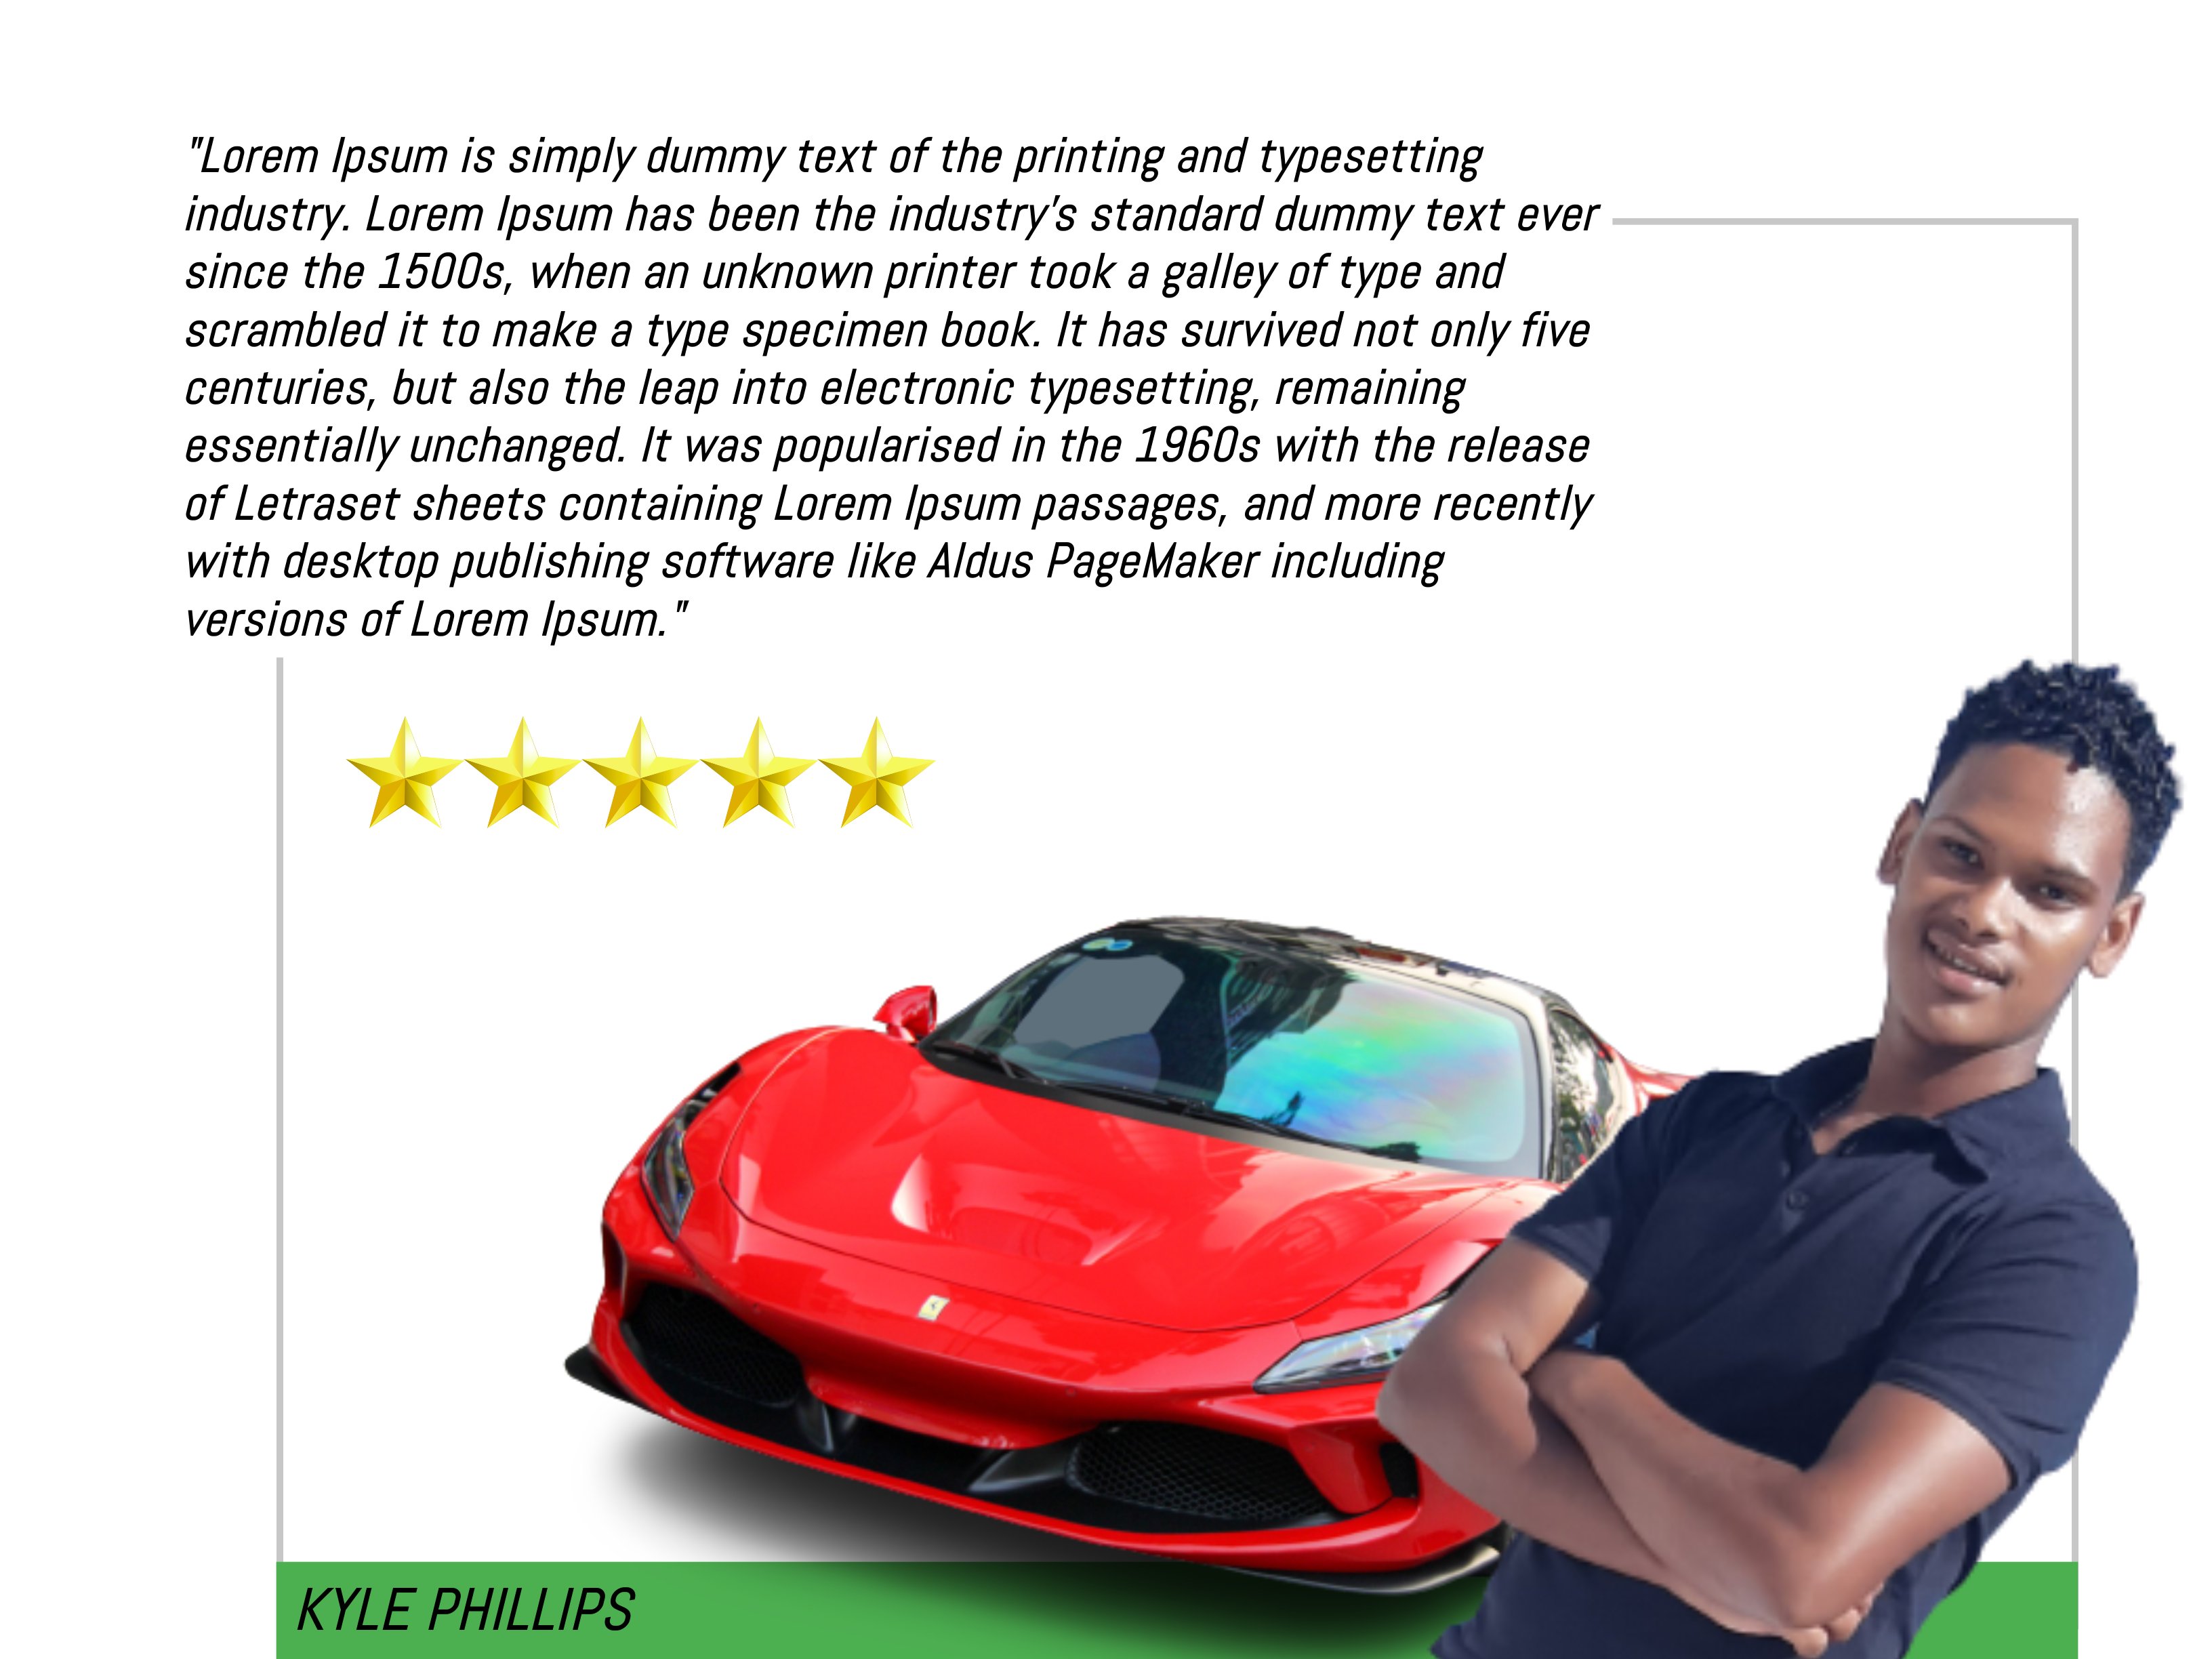 "Lorem Ipsum is simply dummy text of the printing and typesetting
industry. Lorem Ipsum has been the industry's standard dummy text ever
since the 1500s, when an unknown printer took a galley of type and
scrambled it to make a type specimen book. It has survived not only five
centuries, but also the leap into electronic typesetting, remaining
essentially unchanged. It was popularised in the 1960s with the release
of Letraset sheets containing Lorem Ipsum passages, and more recently
with desktop publishing software like Aldus PageMaker including
versions of Lorem Ipsum."
KYLE PHILLIPS